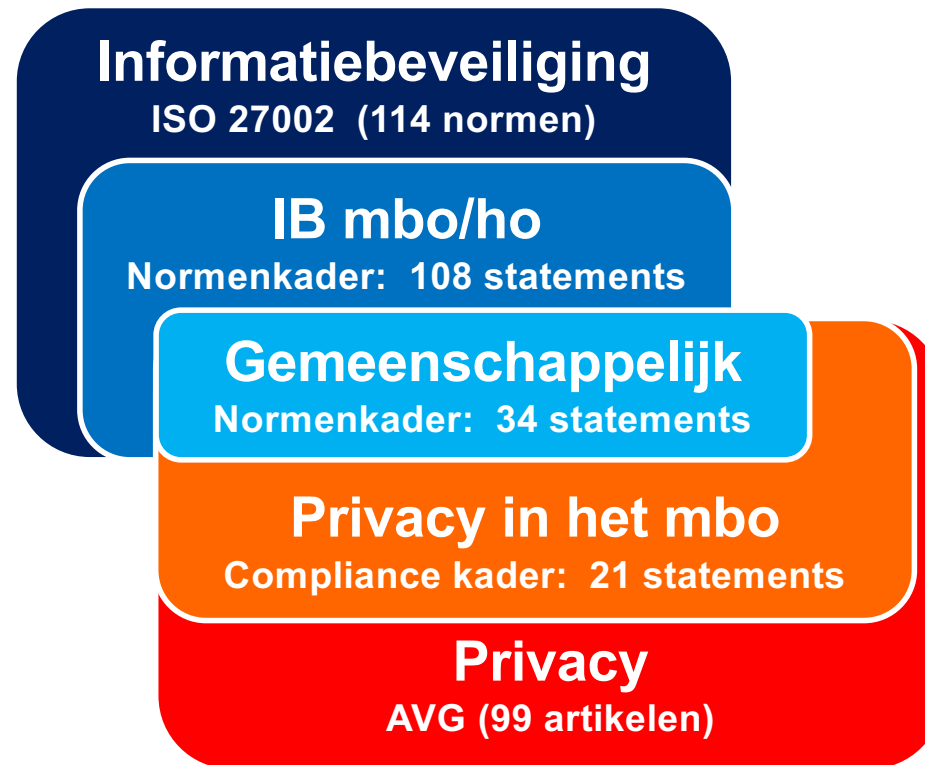 Informatiebeveiliging
ISO 27002 (114 normen)
IB mbo/ho
Normenkader: 108 statements
Gemeenschappelijk
Normenkader: 34 statements
Privacy in het mbo
Compliance kader: 21 statements
Privacy
AVG (99 artikelen)